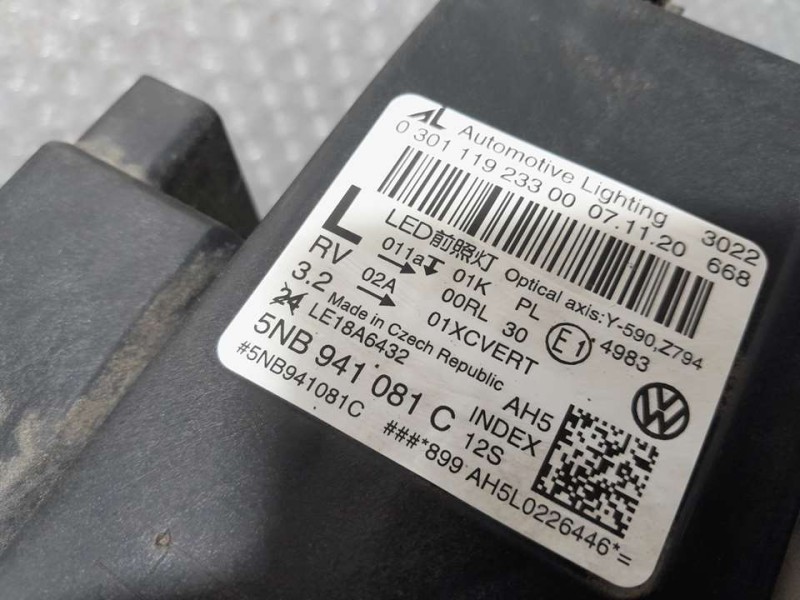 AL Automotive Lighting 3022
0 301 119 233 00 07.11.20 668
L LED前照灯 Optical axis:Y-590,Z794
RV 011a 01K PL E1 4983
3.2 02A 00RL 30
24 → 01XCVERT
LE18A6432 Made in Czech Republic
5NB 941 081 C INDEX AH5
#5NB941081C 12S
###*899 AH5L0226446*=